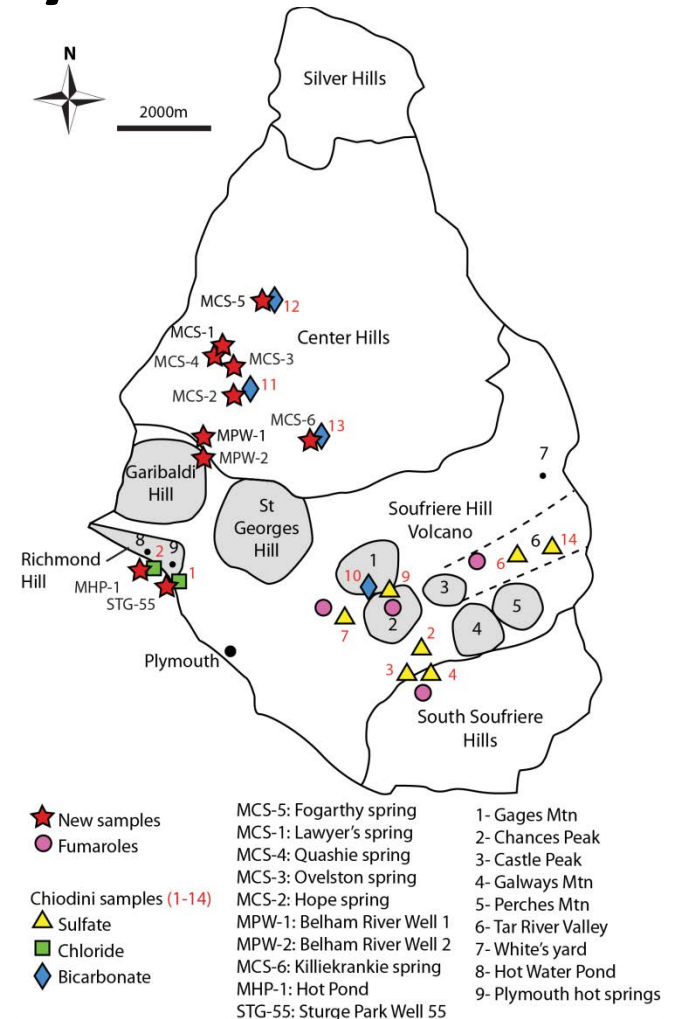 N
2000m
Silver Hills
MCS-5
12
MCS-1
Center Hills
MCS-4
MCS-3
MCS-2
11
MCS-6
13
MPW-1
MPW-2
7
Garibaldi
Hill
St
Georges
Hill
Soufriere Hill
Volcano
8
2
9
6
6
14
Richmond
Hill
1
10
9
1
3
5
MHP-1
STG-55
7
2
4
2
Plymouth
3
4
South Soufriere
Hills
New samples
Fumaroles
Chiodini samples (1-14)
Sulfate
Chloride
Bicarbonate
MCS-5: Fogarthy spring
MCS-1: Lawyer's spring
MCS-4: Quashie spring
MCS-3: Ovelston spring
MCS-2: Hope spring
MPW-1: Belham River Well 1
MPW-2: Belham River Well 2
MCS-6: Killiekrankie spring
MHP-1: Hot Pond
STG-55: Sturge Park Well 55
1- Gages Mtn
2- Chances Peak
3- Castle Peak
4- Galways Mtn
5- Perches Mtn
6- Tar River Valley
7- White's yard
8- Hot Water Pond
9- Plymouth hot springs